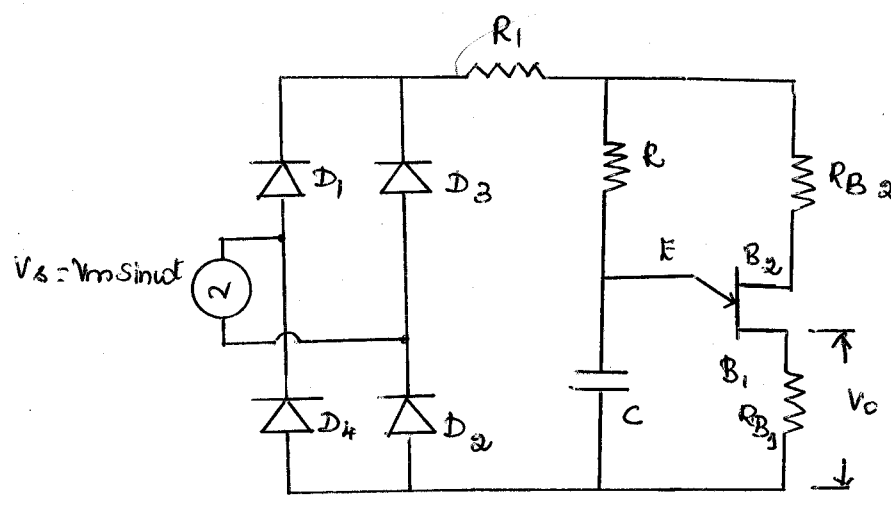 R1
R
RB2
D1
D3
E
B2
Vs = Vm Sinωt
~
B1
C
RB1
Vo
D4
D2